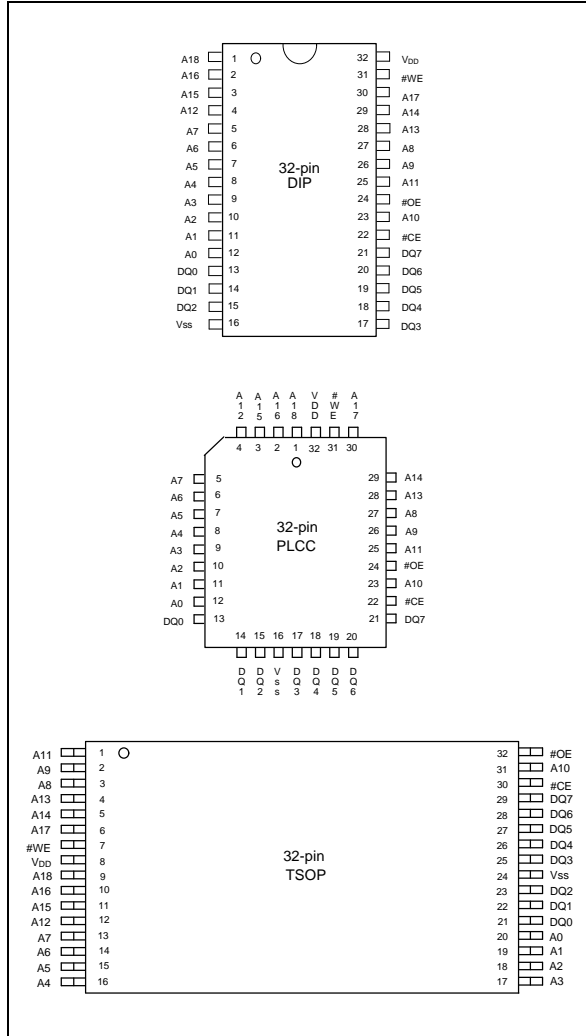 A18 1 32 VDD
A16 2 31 #WE
A15 3 30 A17
A12 4 29 A14
A7 5 28 A13
A6 6 27 A8
A5 7 26 A9
A4 8 25 A11
A3 9 24 #OE
A2 10 23 A10
A1 11 22 #CE
A0 12 21 DQ7
DQ0 13 20 DQ6
DQ1 14 19 DQ5
DQ2 15 18 DQ4
Vss 16 17 DQ3
32-pin
DIP
A12 A15 A16 A18 VDD #WE A17
4 3 2 1 32 31 30
A7 5 29 A14
A6 6 28 A13
A5 7 27 A8
A4 8 26 A9
A3 9 25 A11
A2 10 24 #OE
A1 11 23 A10
A0 12 22 #CE
DQ0 13 21 DQ7
32-pin
PLCC
14 15 16 17 18 19 20
DQ1 DQ2 Vss DQ3 DQ4 DQ5 DQ6
A11 1 32 #OE
A9 2 31 A10
A8 3 30 #CE
A13 4 29 DQ7
A14 5 28 DQ6
A17 6 27 DQ5
#WE 7 26 DQ4
VDD 8 25 DQ3
A18 9 24 Vss
A16 10 23 DQ2
A15 11 22 DQ1
A12 12 21 DQ0
A7 13 20 A0
A6 14 19 A1
A5 15 18 A2
A4 16 17 A3
32-pin
TSOP